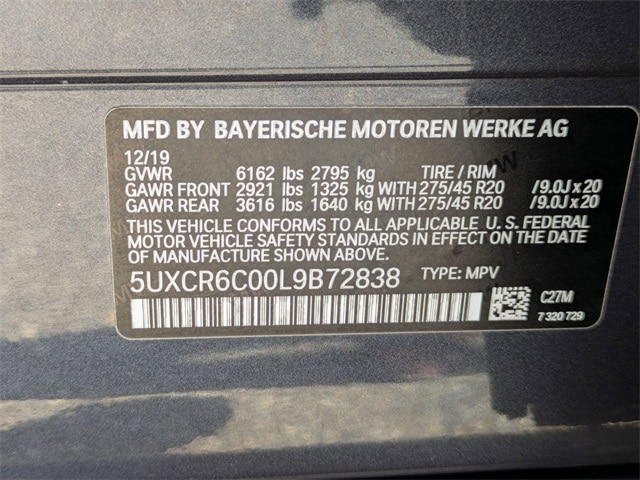 MFD BY BAYERISCHE MOTOREN WERKE AG
12/19
GVWR 6162 lbs 2795 kg TIRE / RIM
GAWR FRONT 2921 lbs 1325 kg WITH 275/45 R20 /9.0J x 20
GAWR REAR 3616 lbs 1640 kg WITH 275/45 R20 /9.0J x 20
THIS VEHICLE CONFORMS TO ALL APPLICABLE U. S. FEDERAL
MOTOR VEHICLE SAFETY STANDARDS IN EFFECT ON THE DATE
OF MANUFACTURE SHOWN ABOVE.
5UXCR6C00L9B72838 TYPE: MPV
C27M
7 320 729